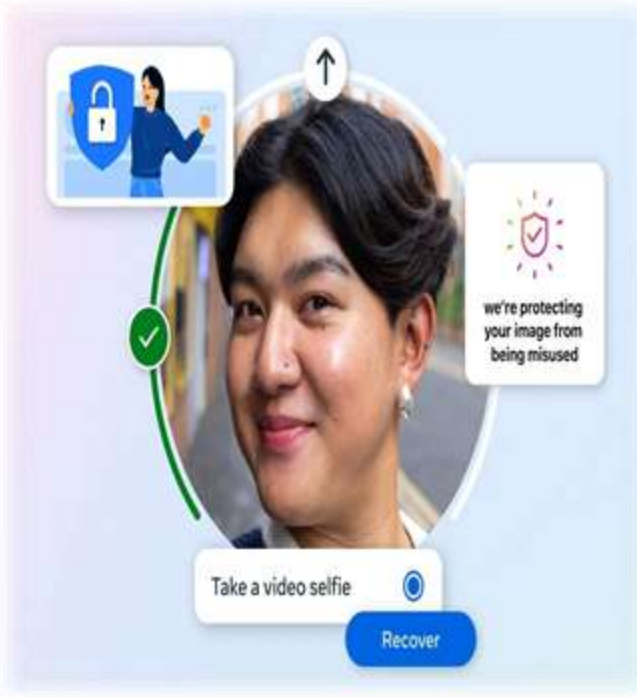 we're protecting
your image from
being misused
Take a video selfie
Recover